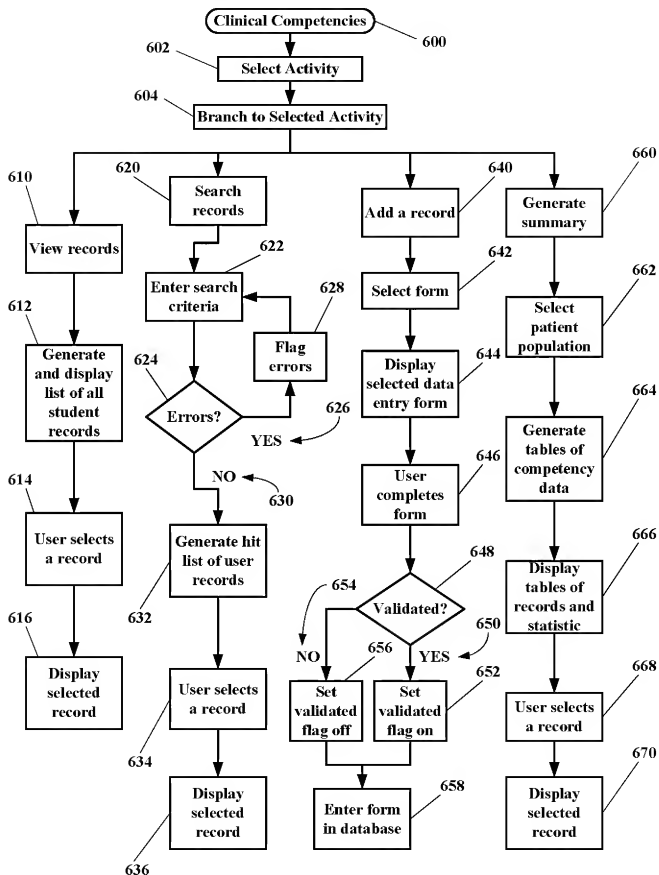 Clinical Competencies
600
602
Select Activity
604
Branch to Selected Activity
610
View records
612
Generate
and display
list of all
student
records
614
User selects
a record
616
Display
selected
record
620
Search
records
622
Enter search
criteria
628
Flag
errors
624
Errors?
YES
626
NO
630
Generate hit
list of user
records
632
User selects
a record
634
Display
selected
record
636
640
Add a record
642
Select form
644
Display
selected data
entry form
646
User
completes
form
648
Validated?
654
NO
656
YES
650
652
Set
validated
flag off
Set
validated
flag on
658
Enter form
in database
660
Generate
summary
662
Select
patient
population
664
Generate
tables of
competency
data
666
Display
tables of
records and
statistic
668
User selects
a record
670
Display
selected
record